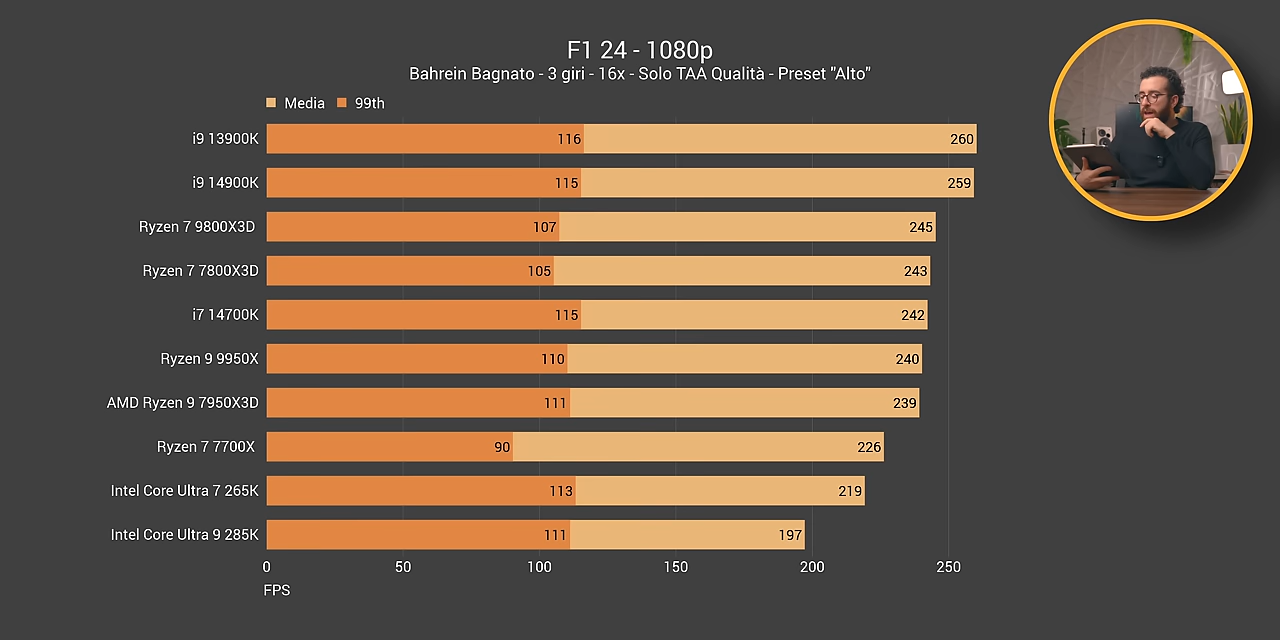 F1 24 - 1080p
Bahrein Bagnato - 3 giri - 16x - Solo TAA Qualità - Preset "Alto"
Media 99th
i9 13900K 116 260
i9 14900K 115 259
Ryzen 7 9800X3D 107 245
Ryzen 7 7800X3D 105 243
i7 14700K 115 242
Ryzen 9 9950X 110 240
AMD Ryzen 9 7950X3D 111 239
Ryzen 7 7700X 90 226
Intel Core Ultra 7 265K 113 219
Intel Core Ultra 9 285K 111 197
0 50 100 150 200 250
FPS